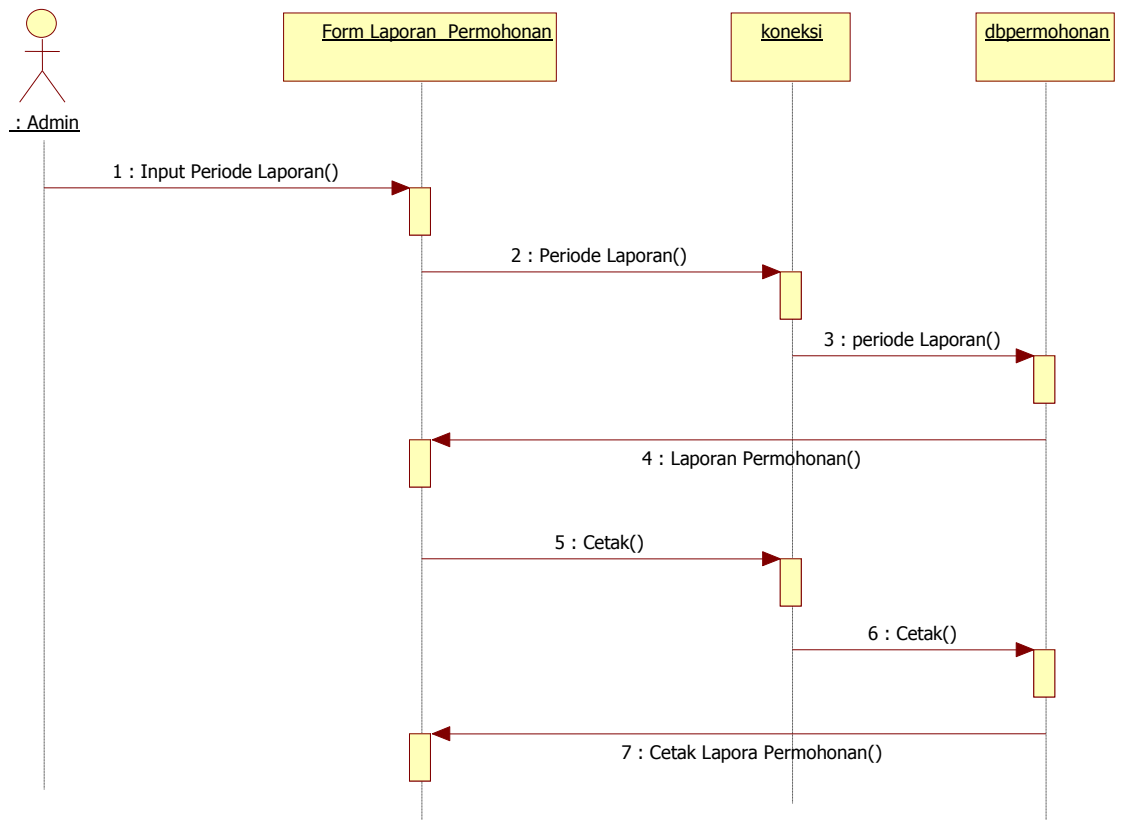 Form Laporan Permohonan
koneksi
dbpermohonan
: Admin
1 : Input Periode Laporan()
2 : Periode Laporan()
3 : periode Laporan()
4 : Laporan Permohonan()
5 : Cetak()
6 : Cetak()
7 : Cetak Lapora Permohonan()